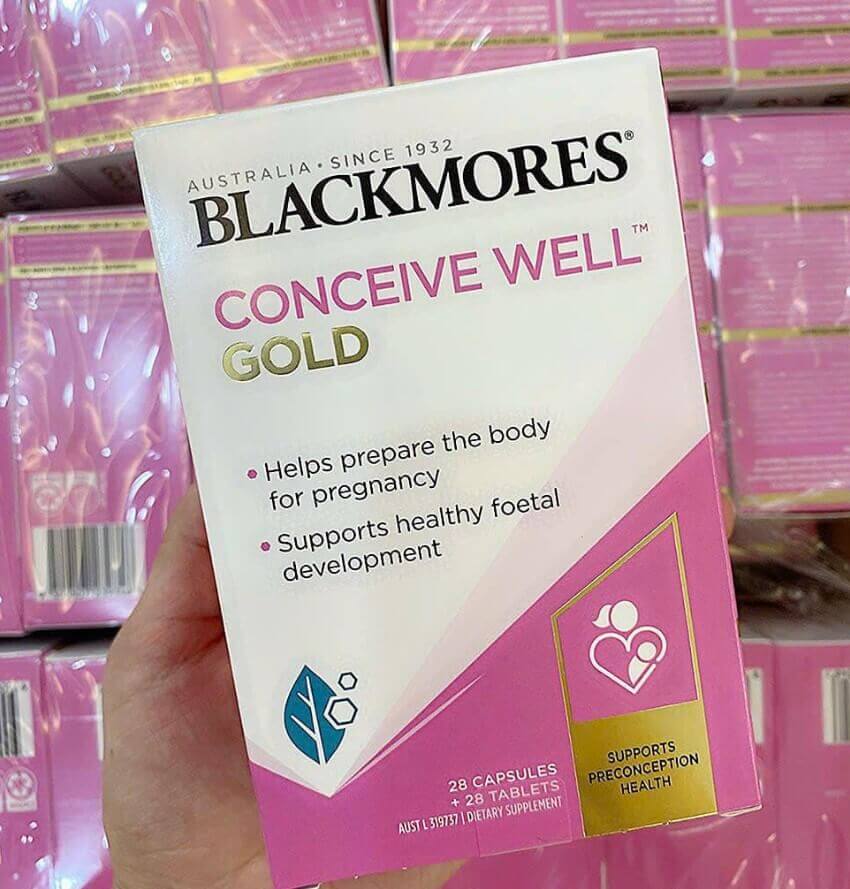 AUSTRALIA • SINCE 1932
BLACKMORES®
CONCEIVE WELL™
GOLD
• Helps prepare the body
for pregnancy
• Supports healthy foetal
development
28 CAPSULES
+ 28 TABLETS
AUST L 319737 | DIETARY SUPPLEMENT
SUPPORTS
PRECONCEPTION
HEALTH